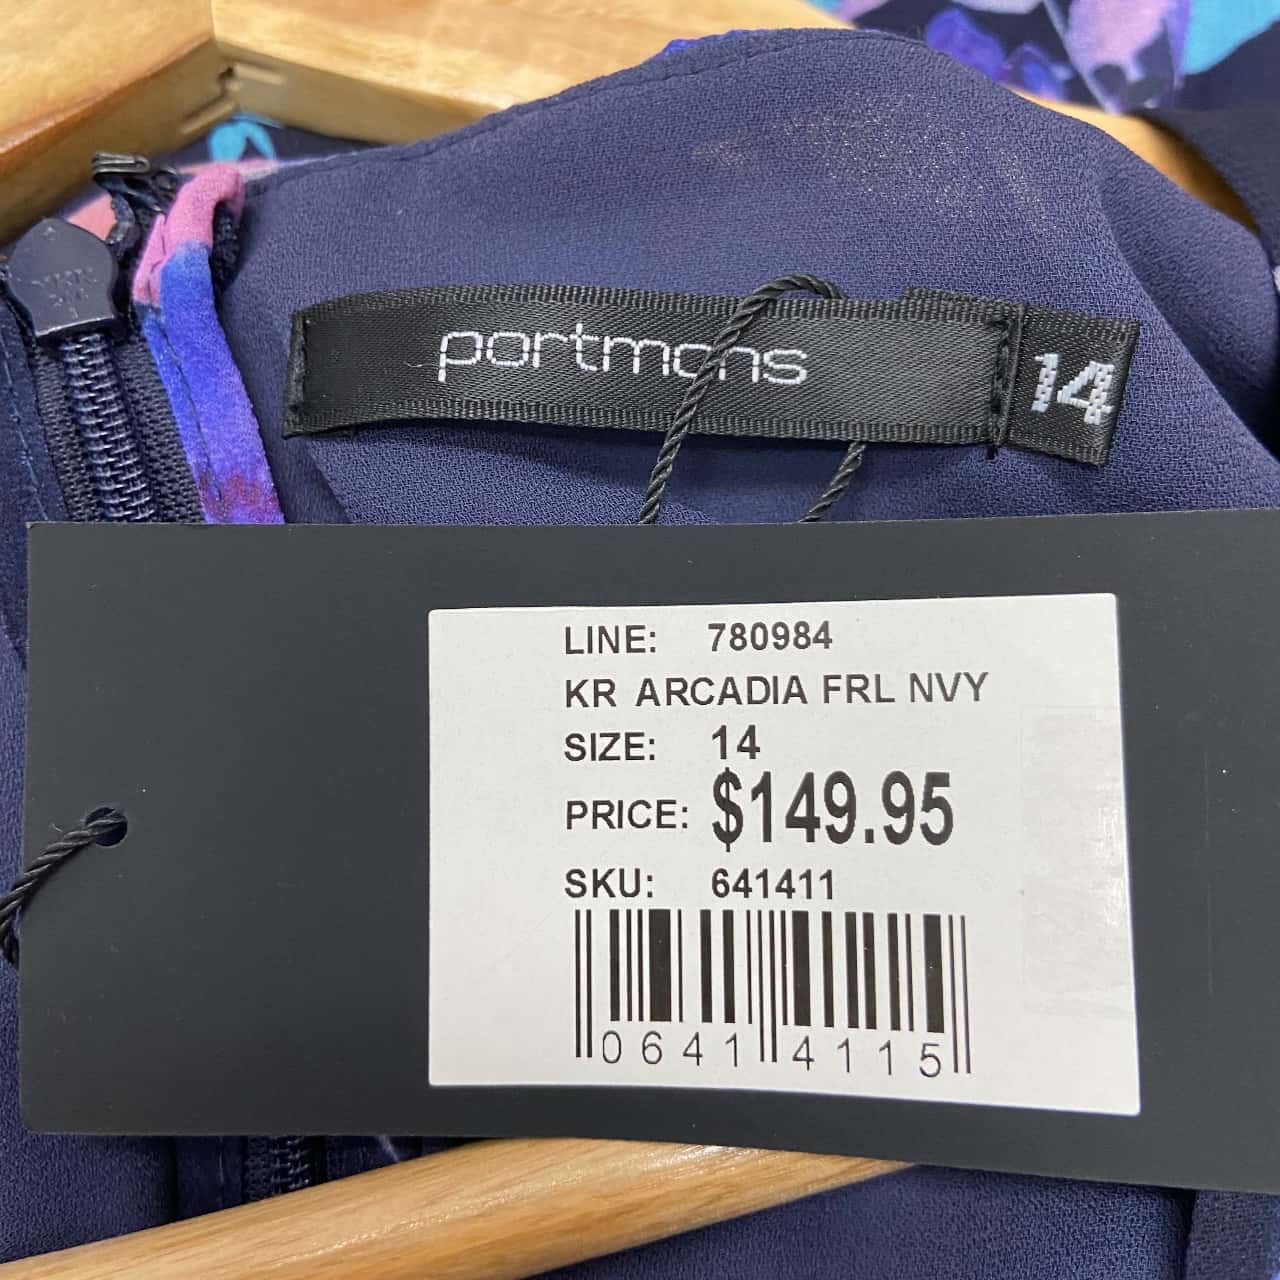 portmans
14
LINE: 780984
KR ARCADIA FRL NVY
SIZE: 14
PRICE: $149.95
SKU: 641411
0641 4115